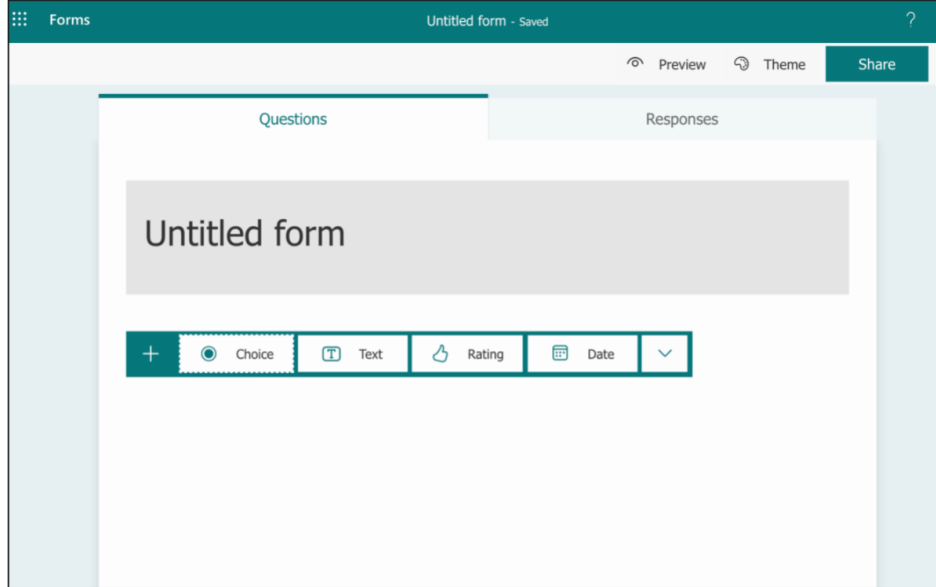 Forms
Untitled form - Saved
?
Preview
Theme
Share
Questions
Responses
Untitled form
+ Choice
T Text
Rating
Date